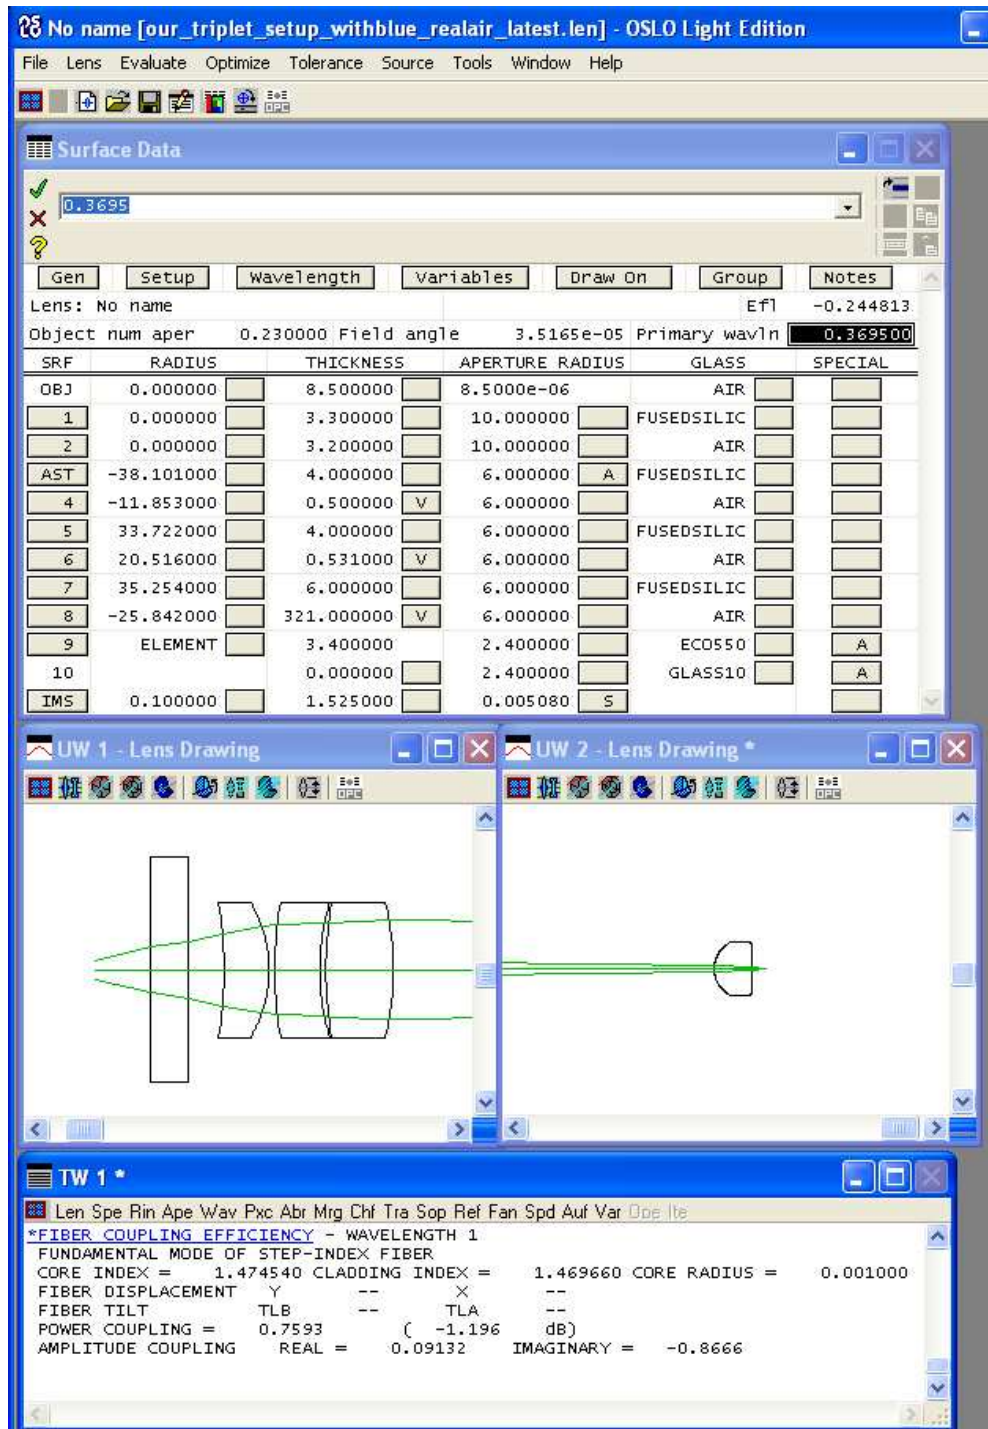 No name [our_triplet_setup_withblue_realair_latest.len] - OSLO Light Edition
File Lens Evaluate Optimize Tolerance Source Tools Window Help
Surface Data
0.3695
Gen Setup Wavelength Variables Draw On Group Notes
Lens: No name Efl -0.244813
Object num aper 0.230000 Field angle 3.5165e-05 Primary wavln 0.369500
SRF RADIUS THICKNESS APERTURE RADIUS GLASS SPECIAL
OBJ 0.000000 8.500000 8.5000e-06 AIR
1 0.000000 3.300000 10.000000 FUSEDSILIC
2 0.000000 3.200000 10.000000 AIR
AST -38.101000 4.000000 6.000000 A FUSEDSILIC
4 -11.853000 0.500000 V 6.000000 AIR
5 33.722000 4.000000 6.000000 FUSEDSILIC
6 20.516000 0.531000 V 6.000000 AIR
7 35.254000 6.000000 6.000000 FUSEDSILIC
8 -25.842000 321.000000 V 6.000000 AIR
9 ELEMENT 3.400000 2.400000 ECO550 A
10 0.000000 2.400000 GLASS10 A
IMS 0.100000 1.525000 0.005080 S
UW 1 - Lens Drawing
UW 2 - Lens Drawing *
TW 1 *
Len Spe Rin Ape Wav Pxc Abr Mrg Chf Tra Sop Ref Fan Spd Auf Var Ope Ite
*FIBER COUPLING EFFICIENCY - WAVELENGTH 1
FUNDAMENTAL MODE OF STEP-INDEX FIBER
CORE INDEX = 1.474540 CLADDING INDEX = 1.469660 CORE RADIUS = 0.001000
FIBER DISPLACEMENT Y -- X --
FIBER TILT TLB -- TLA --
POWER COUPLING = 0.7593 ( -1.196 dB)
AMPLITUDE COUPLING REAL = 0.09132 IMAGINARY = -0.8666